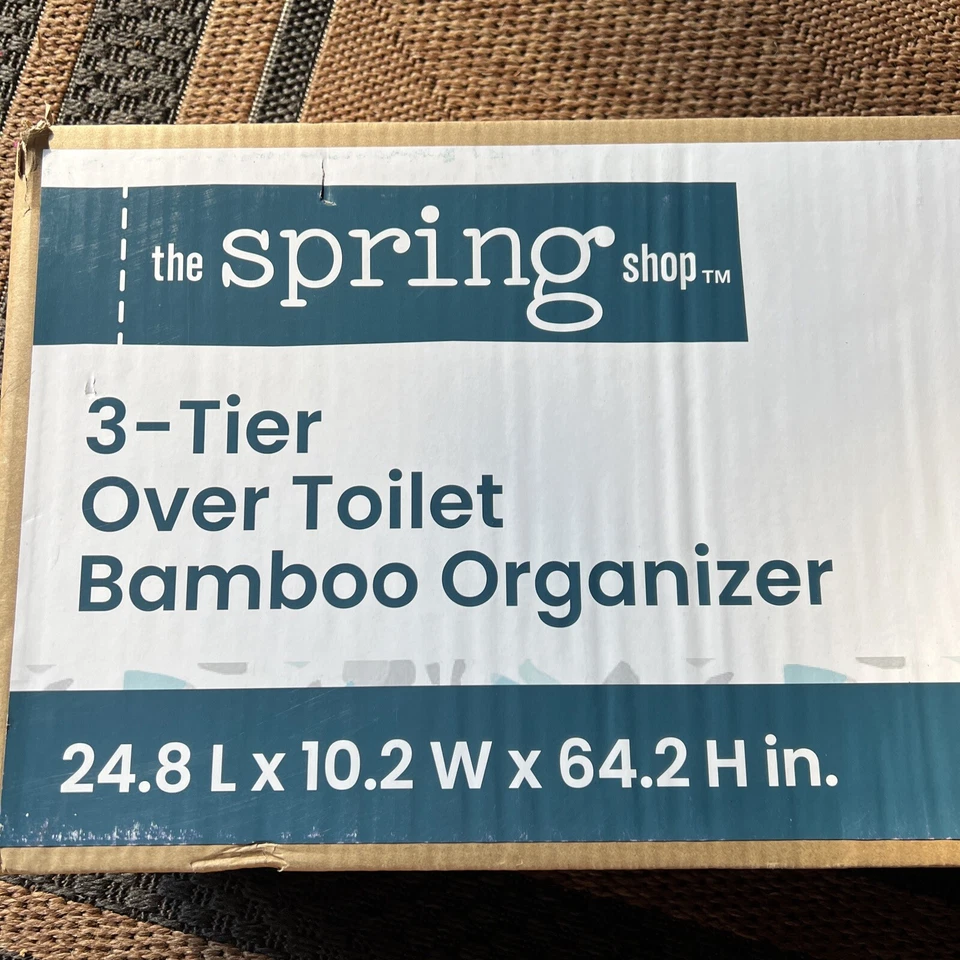 the spring shop™
3-Tier
Over Toilet
Bamboo Organizer
24.8 L x 10.2 W x 64.2 H in.